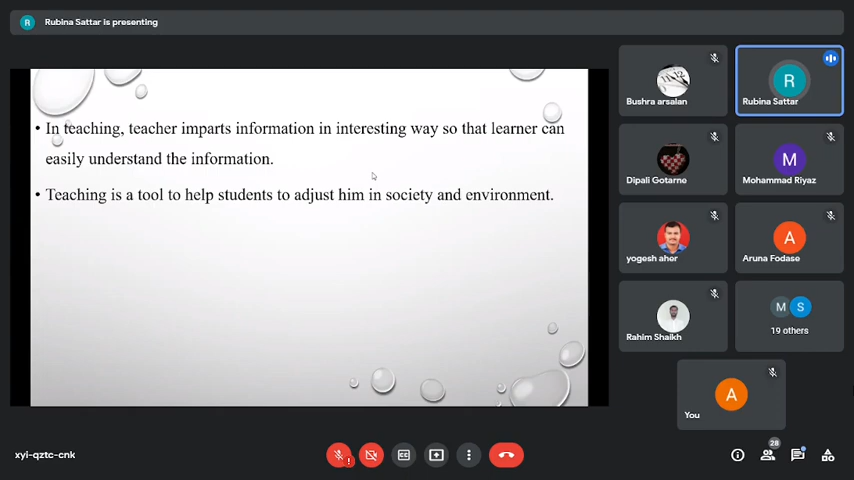 R Rubina Sattar is presenting
• In teaching, teacher imparts information in interesting way so that learner can
easily understand the information.
• Teaching is a tool to help students to adjust him in society and environment.
Bushra arsalan
R
Rubina Sattar
Dipali Gotarne
M
Mohammad Riyaz
yogesh aher
A
Aruna Fodase
Rahim Shaikh
M S
19 others
A
You
xyi-qztc-cnk
28